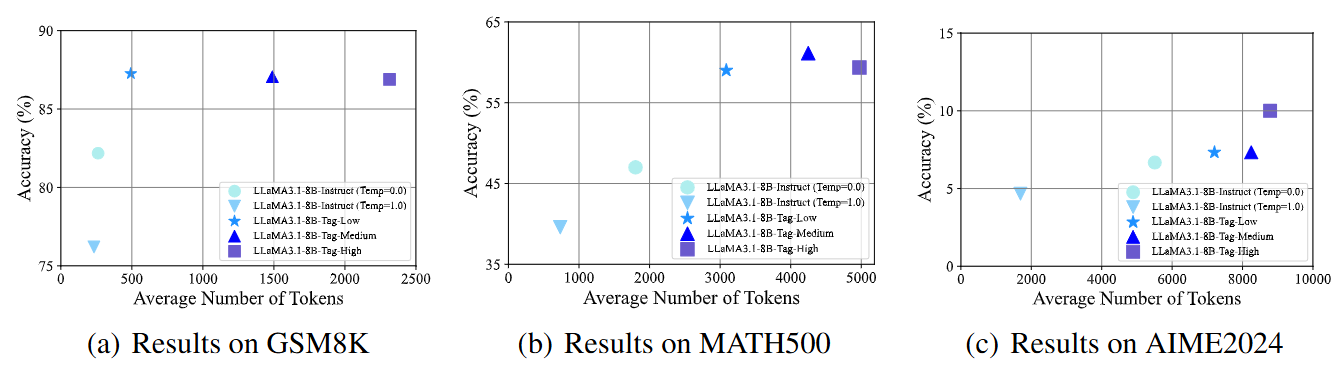 90
85
80
75
0
500
1000
1500
2000
2500
Accuracy (%)
Average Number of Tokens
LLaMA3.1-8B-Instruct (Temp=0.0)
LLaMA3.1-8B-Instruct (Temp=1.0)
LLaMA3.1-8B-Tag-Low
LLaMA3.1-8B-Tag-Medium
LLaMA3.1-8B-Tag-High
(a) Results on GSM8K
65
55
45
35
0
1000
2000
3000
4000
5000
Accuracy (%)
Average Number of Tokens
LLaMA3.1-8B-Instruct (Temp=0.0)
LLaMA3.1-8B-Instruct (Temp=1.0)
LLaMA3.1-8B-Tag-Low
LLaMA3.1-8B-Tag-Medium
LLaMA3.1-8B-Tag-High
(b) Results on MATH500
15
10
5
0
0
2000
4000
6000
8000
10000
Accuracy (%)
Average Number of Tokens
LLaMA3.1-8B-Instruct (Temp=0.0)
LLaMA3.1-8B-Instruct (Temp=1.0)
LLaMA3.1-8B-Tag-Low
LLaMA3.1-8B-Tag-Medium
LLaMA3.1-8B-Tag-High
(c) Results on AIME2024